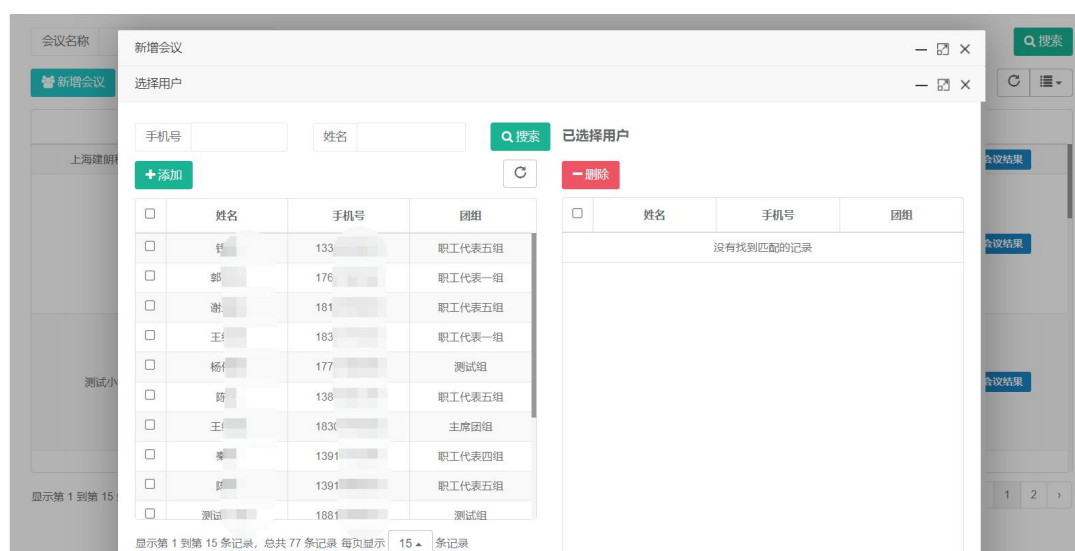 会议名称
新增会议
搜索
新增会议
选择用户
手机号
姓名
搜索
已选择用户
上海建朗
会议结果
添加
删除
姓名 手机号 团组
姓名 手机号 团组
133 职工代表五组
没有找到匹配的记录
会议结果
郭 176 职工代表一组
谢 181 职工代表五组
王 183 职工代表一组
杨 177 测试组
测试小
会议结果
陈 138 职工代表五组
王 1830 主席团组
秦 1391 职工代表四组
陈 1391 职工代表五组
显示第 1 到第 15
1 2 ›
测试 1881 测试组
显示第 1 到第 15 条记录，总共 77 条记录 每页显示 15 条记录